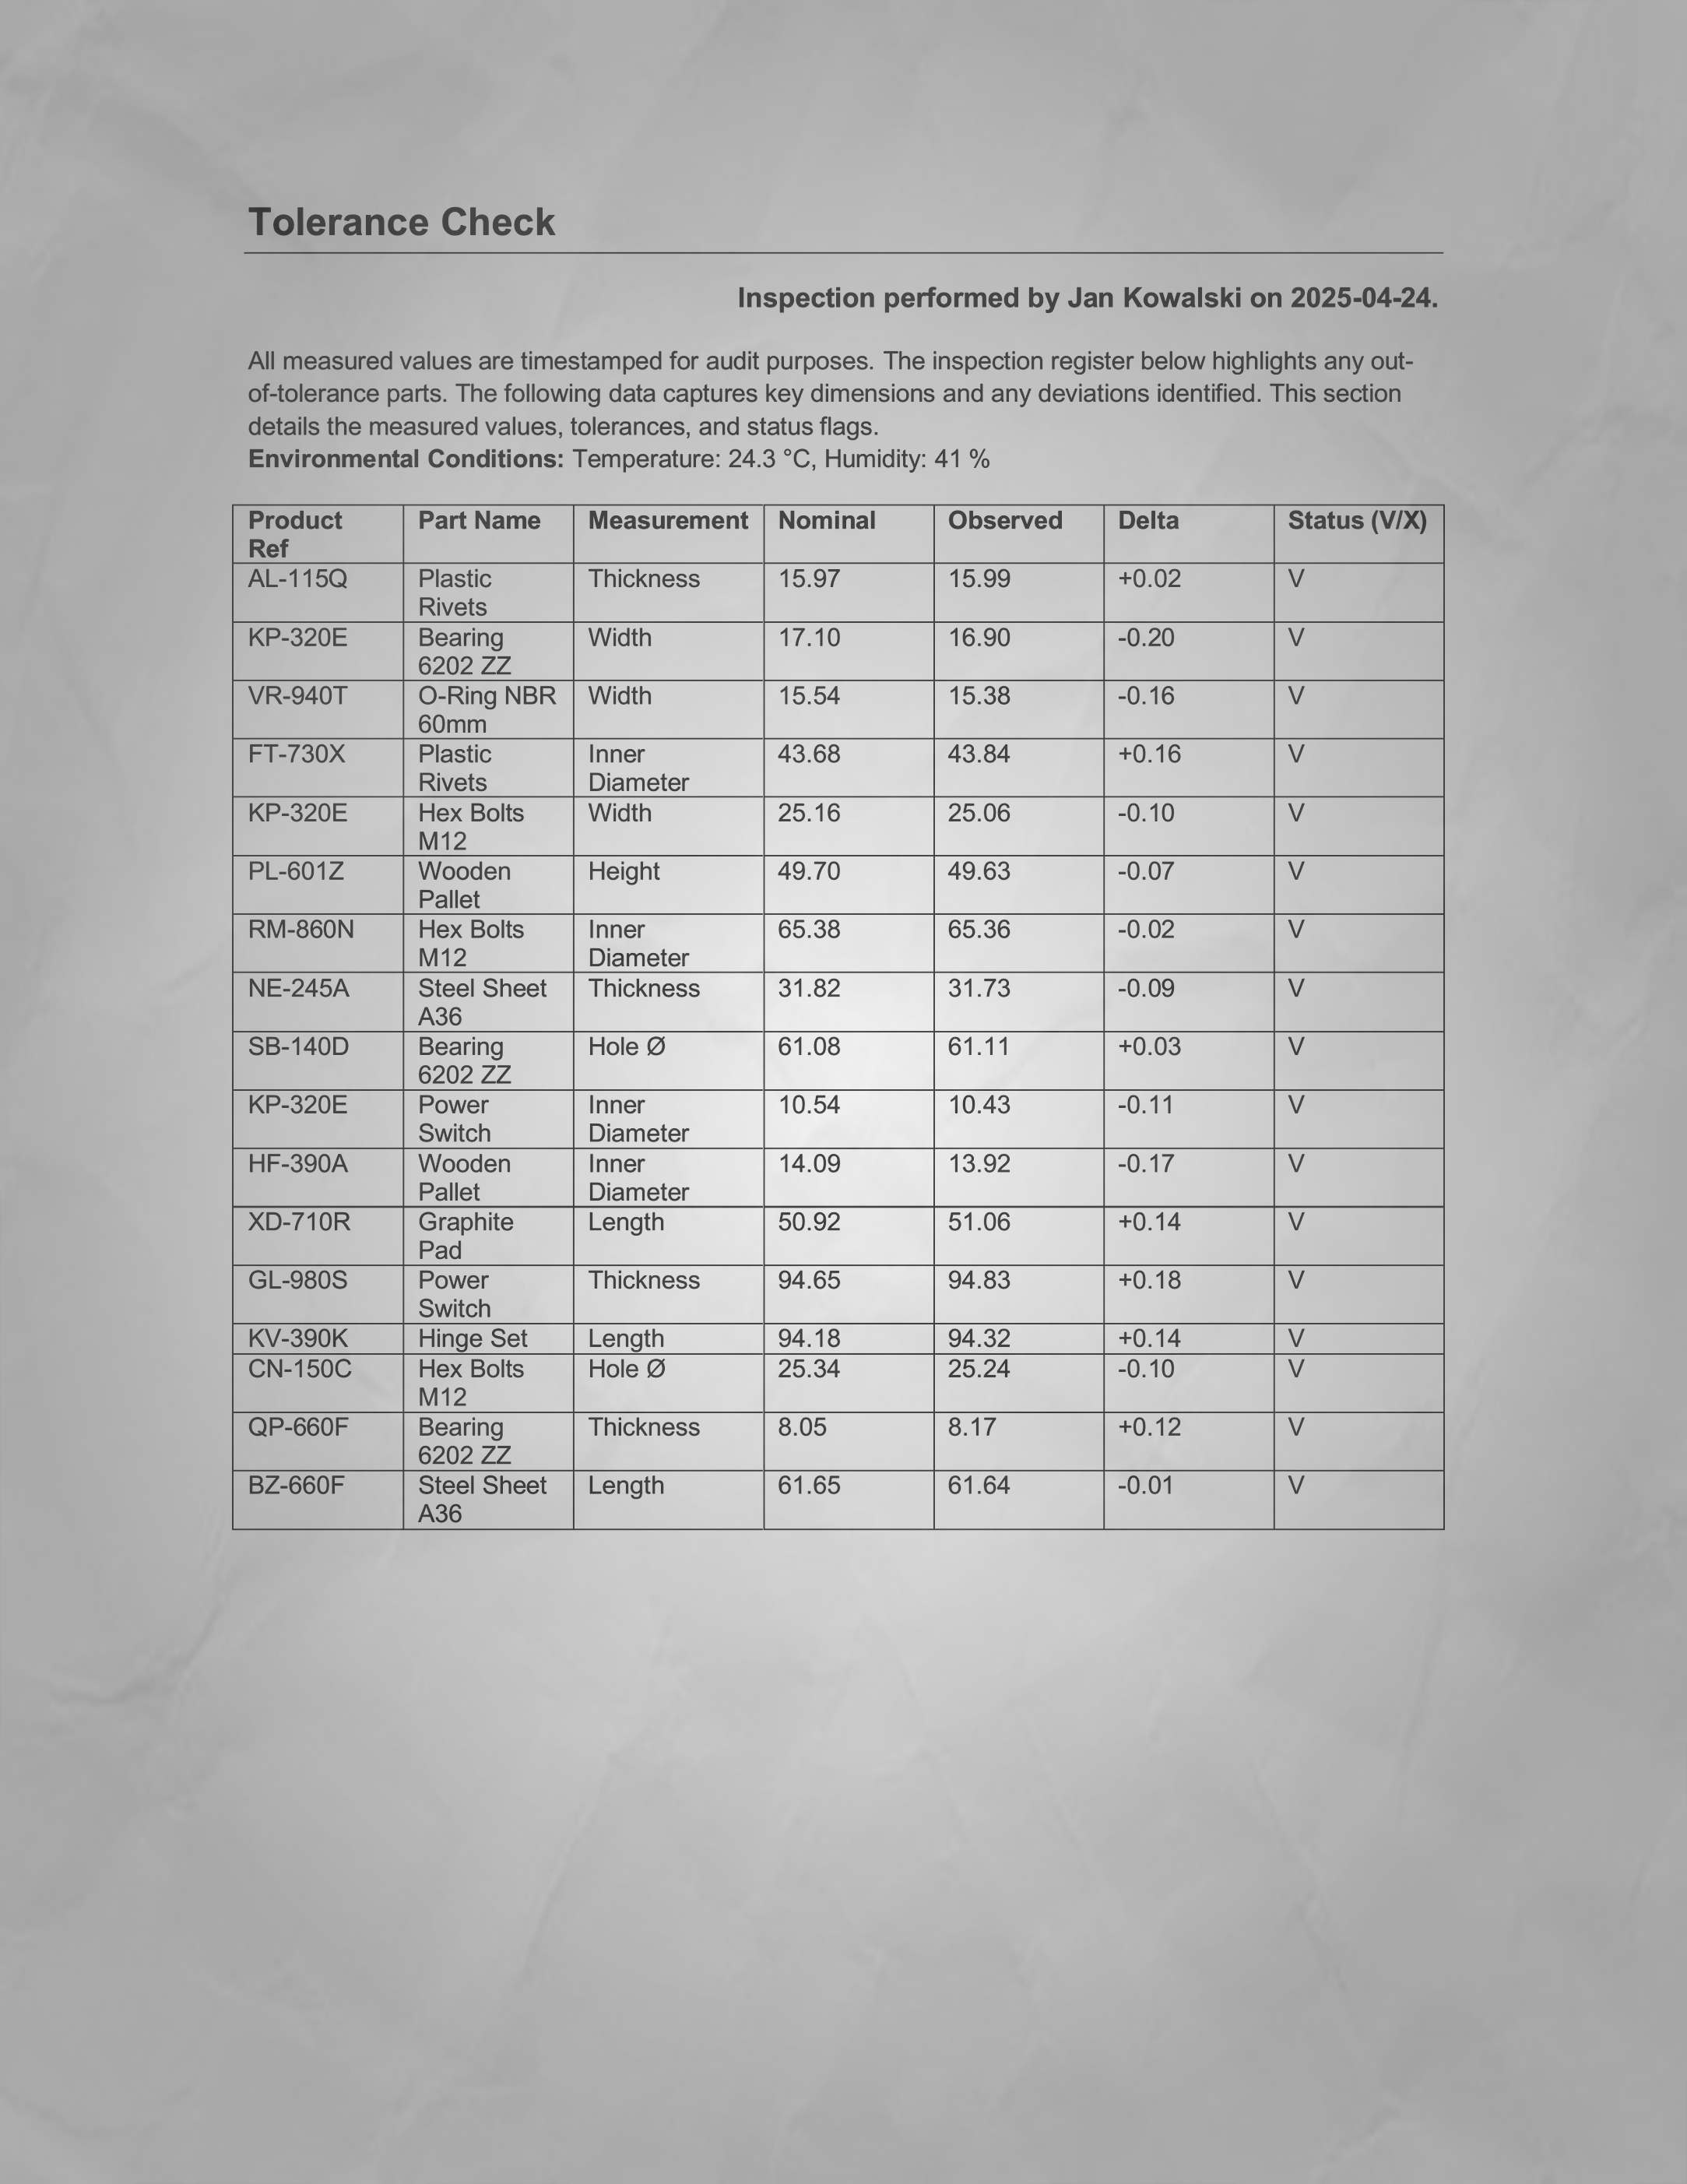 Tolerance Check
Inspection performed by Jan Kowalski on 2025-04-24.
All measured values are timestamped for audit purposes. The inspection register below highlights any out-
of-tolerance parts. The following data captures key dimensions and any deviations identified. This section
details the measured values, tolerances, and status flags.
Environmental Conditions: Temperature: 24.3 °C, Humidity: 41 %
Product Ref Part Name Measurement Nominal Observed Delta Status (V/X)
AL-115Q Plastic Rivets Thickness 15.97 15.99 +0.02 V
KP-320E Bearing 6202 ZZ Width 17.10 16.90 -0.20 V
VR-940T O-Ring NBR 60mm Width 15.54 15.38 -0.16 V
FT-730X Plastic Rivets Inner Diameter 43.68 43.84 +0.16 V
KP-320E Hex Bolts M12 Width 25.16 25.06 -0.10 V
PL-601Z Wooden Pallet Height 49.70 49.63 -0.07 V
RM-860N Hex Bolts M12 Inner Diameter 65.38 65.36 -0.02 V
NE-245A Steel Sheet A36 Thickness 31.82 31.73 -0.09 V
SB-140D Bearing 6202 ZZ Hole Ø 61.08 61.11 +0.03 V
KP-320E Power Switch Inner Diameter 10.54 10.43 -0.11 V
HF-390A Wooden Pallet Inner Diameter 14.09 13.92 -0.17 V
XD-710R Graphite Pad Length 50.92 51.06 +0.14 V
GL-980S Power Switch Thickness 94.65 94.83 +0.18 V
KV-390K Hinge Set Length 94.18 94.32 +0.14 V
CN-150C Hex Bolts M12 Hole Ø 25.34 25.24 -0.10 V
QP-660F Bearing 6202 ZZ Thickness 8.05 8.17 +0.12 V
BZ-660F Steel Sheet A36 Length 61.65 61.64 -0.01 V